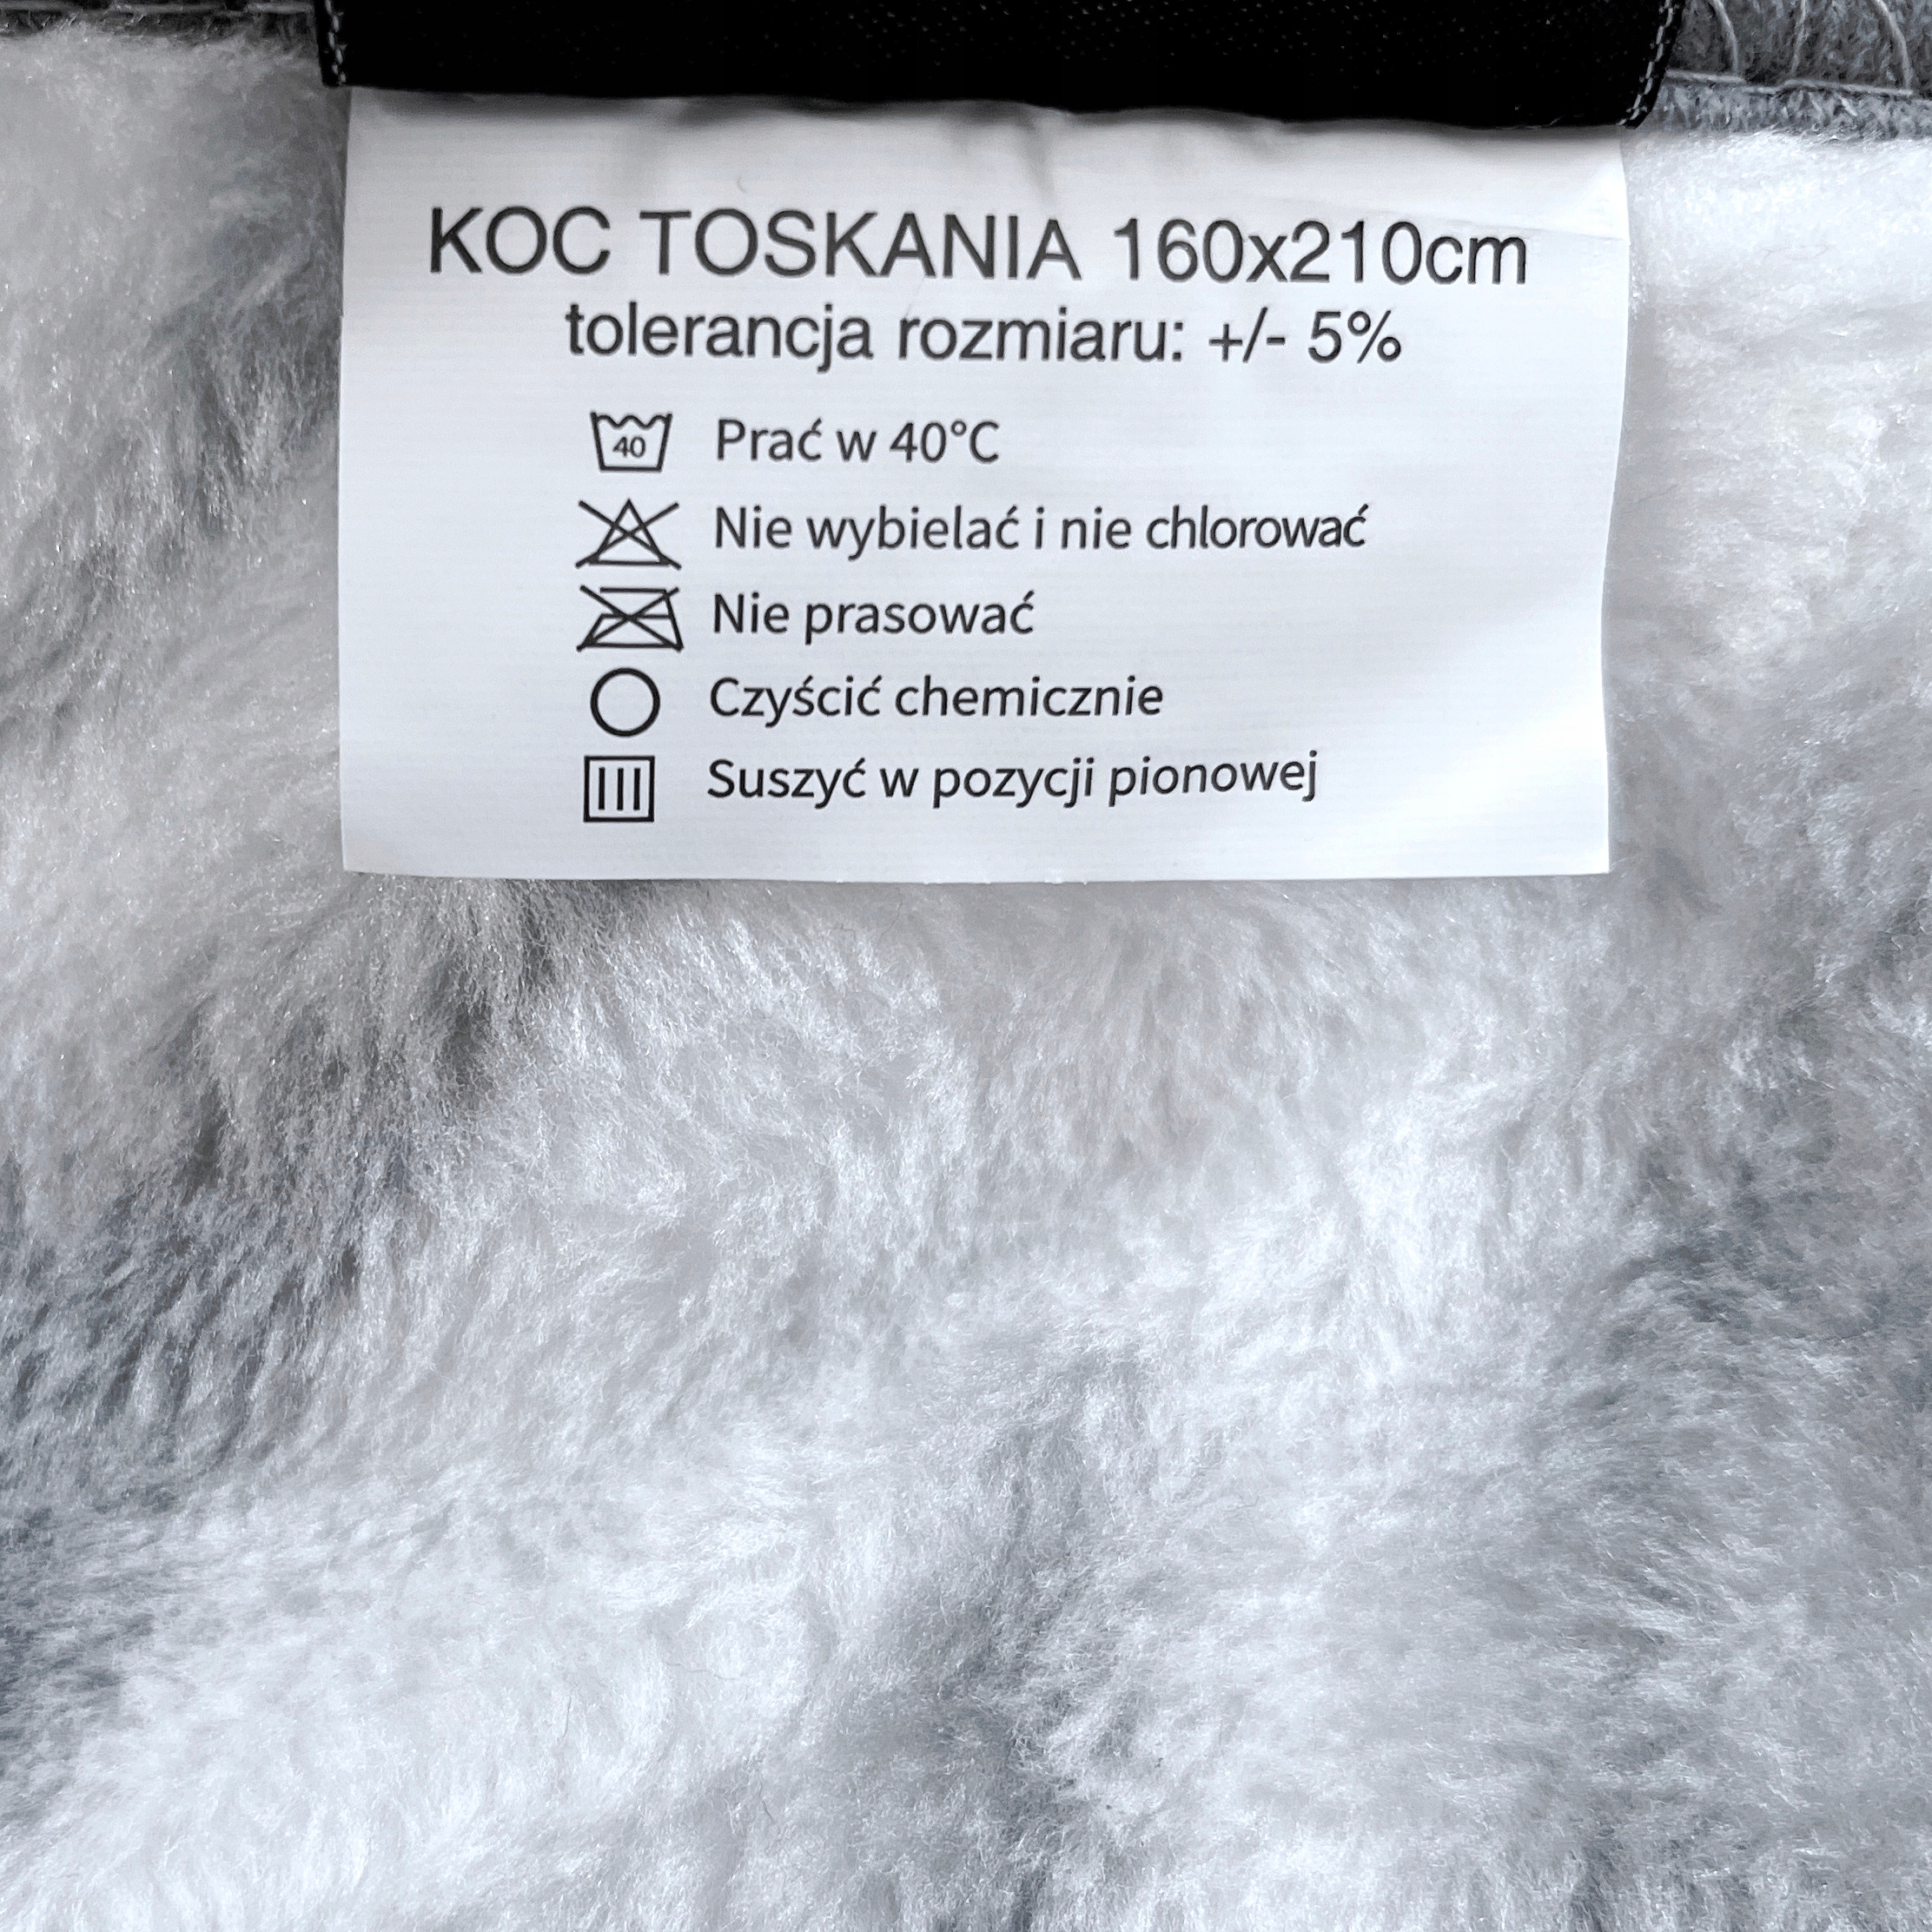 KOC TOSKANIA 160x210cm
tolerancja rozmiaru: +/- 5%
40 Prać w 40°C
Nie wybielać i nie chlorować
Nie prasować
Czyścić chemicznie
Suszyć w pozycji pionowej